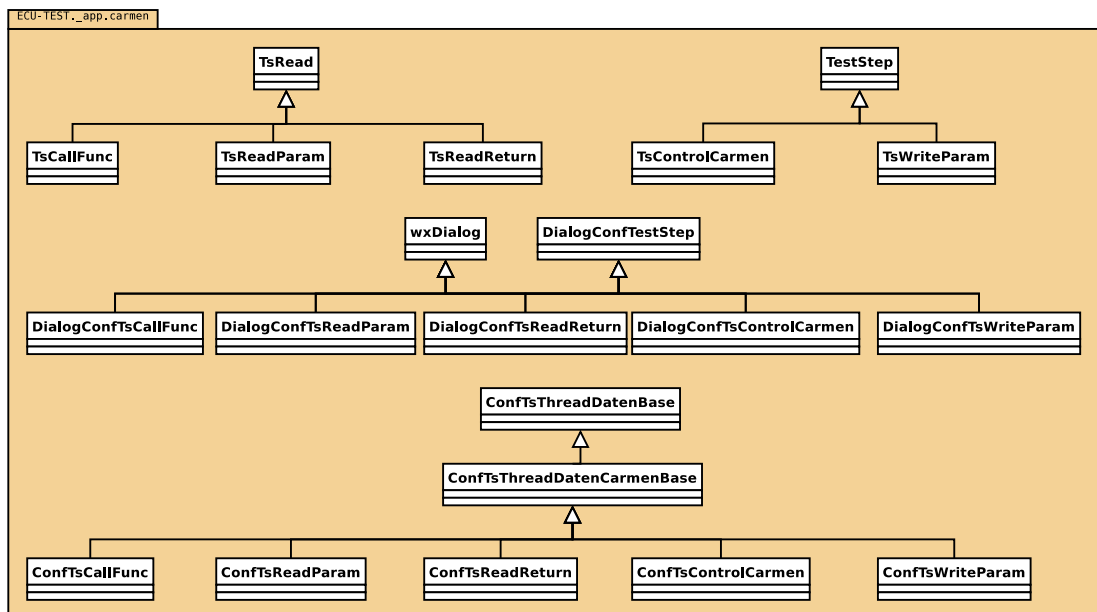 ECU-TEST._app.carmen
TsRead
TestStep
TsCallFunc
TsReadParam
TsReadReturn
TsControlCarmen
TsWriteParam
wxDialog
DialogConfTestStep
DialogConfTsCallFunc
DialogConfTsReadParam
DialogConfTsReadReturn
DialogConfTsControlCarmen
DialogConfTsWriteParam
ConfTsThreadDatenBase
ConfTsThreadDatenCarmenBase
ConfTsCallFunc
ConfTsReadParam
ConfTsReadReturn
ConfTsControlCarmen
ConfTsWriteParam